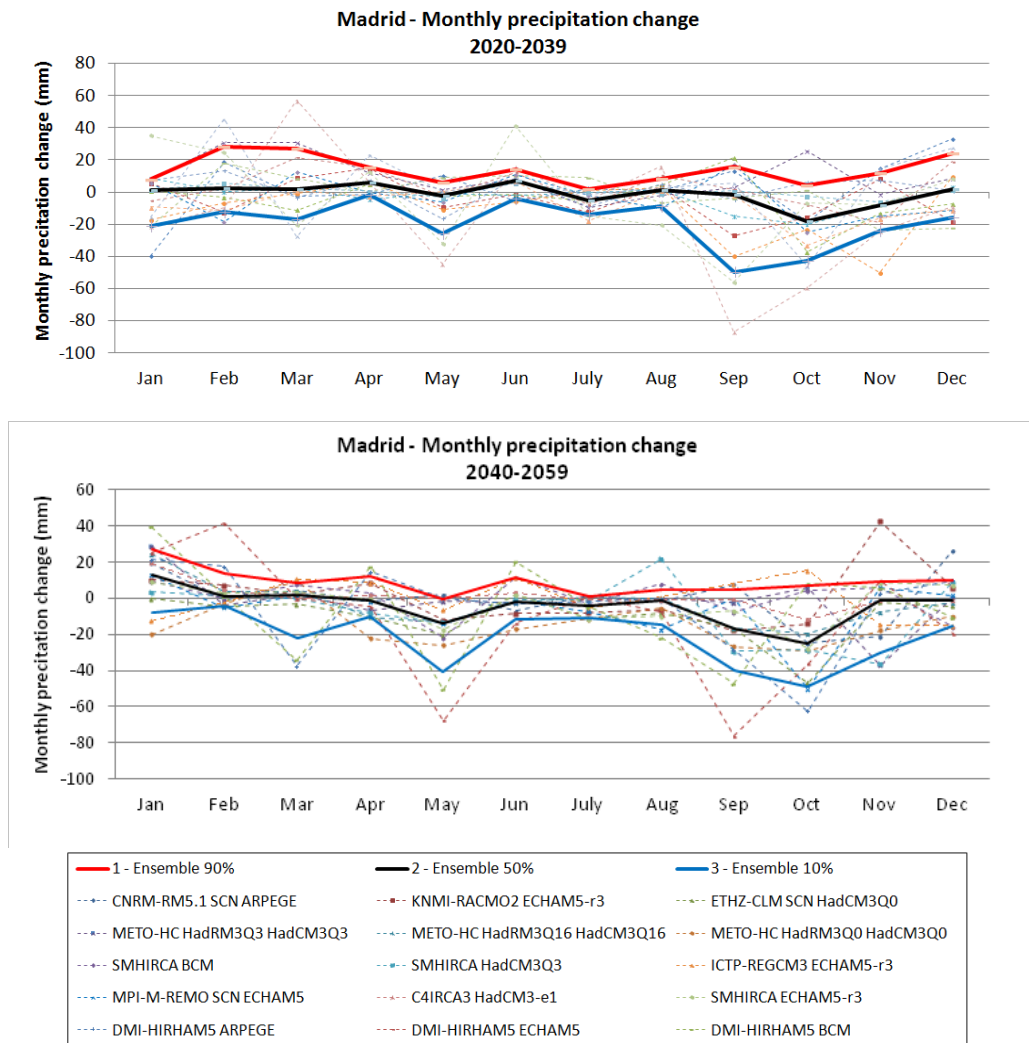 Madrid - Monthly precipitation change
2020-2039
Monthly precitation change (mm)
80
60
40
20
0
-20
-40
-60
-80
-100
Jan Feb Mar Apr May Jun July Aug Sep Oct Nov Dec
Madrid - Monthly precipitation change
2040-2059
Monthly precitation change (mm)
60
40
20
0
-20
-40
-60
-80
-100
Jan Feb Mar Apr May Jun July Aug Sep Oct Nov Dec
1 - Ensemble 90% 2 - Ensemble 50% 3 - Ensemble 10%
CNRM-RM5.1 SCN ARPEGE KNMI-RACMO2 ECHAM5-r3 ETHZ-CLM SCN HadCM3Q0
METO-HC HadRM3Q3 HadCM3Q3 METO-HC HadRM3Q16 HadCM3Q16 METO-HC HadRM3Q0 HadCM3Q0
SMHIRCA BCM SMHIRCA HadCM3Q3 ICTP-REGCM3 ECHAM5-r3
MPI-M-REMO SCN ECHAM5 C4IRCA3 HadCM3-e1 SMHIRCA ECHAM5-r3
DMI-HIRHAM5 ARPEGE DMI-HIRHAM5 ECHAM5 DMI-HIRHAM5 BCM